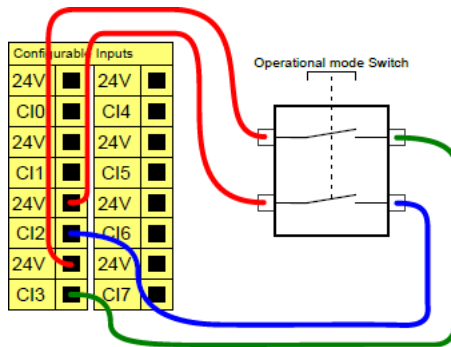 Configurable Inputs
Operational mode Switch
24V 24V
CI0 CI4
24V 24V
CI1 CI5
24V 24V
CI2 CI6
24V 24V
CI3 CI7